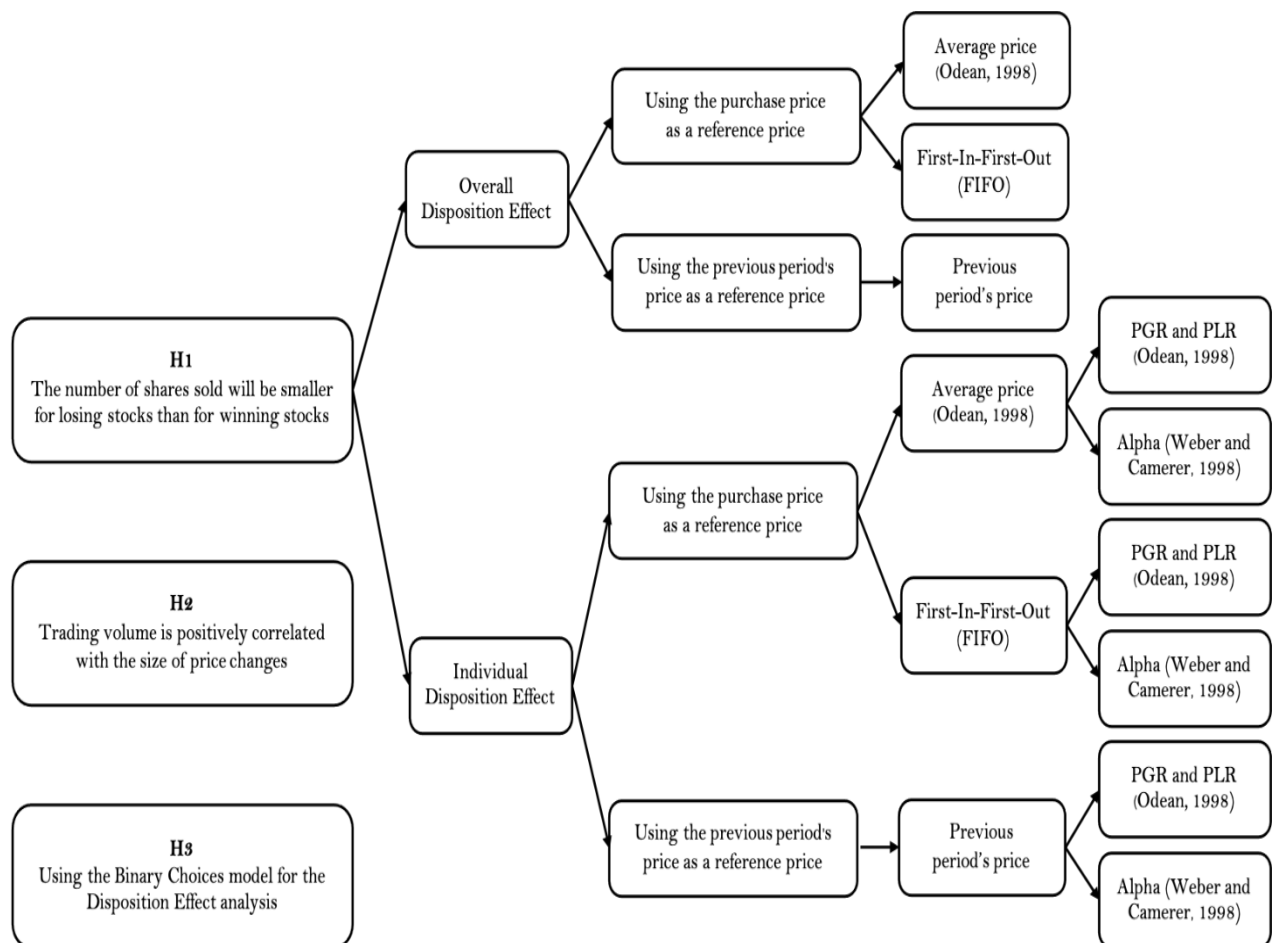 H1
The number of shares sold will be smaller
for losing stocks than for winning stocks
H2
Trading volume is positively correlated
with the size of price changes
H3
Using the Binary Choices model for the
Disposition Effect analysis
Overall
Disposition Effect
Individual
Disposition Effect
Using the purchase price
as a reference price
Using the previous period's
price as a reference price
Using the purchase price
as a reference price
Using the previous period's
price as a reference price
Average price
(Odean, 1998)
First-In-First-Out
(FIFO)
Previous
period's price
Average price
(Odean, 1998)
First-In-First-Out
(FIFO)
Previous
period's price
PGR and PLR
(Odean, 1998)
Alpha (Weber and
Camerer, 1998)
PGR and PLR
(Odean, 1998)
Alpha (Weber and
Camerer, 1998)
PGR and PLR
(Odean, 1998)
Alpha (Weber and
Camerer, 1998)